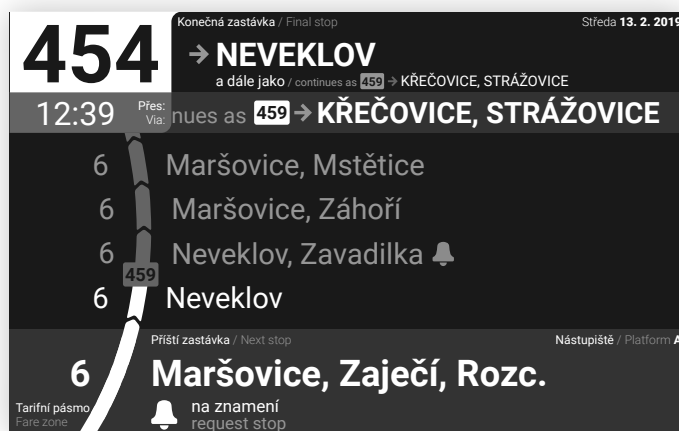 454
Konečná zastávka / Final stop
Středa 13. 2. 2019
→ NEVEKLOV
a dále jako / continues as 459 → KŘEČOVICE, STRÁŽOVICE
12:39
Přes:
Via:
nues as 459 → KŘEČOVICE, STRÁŽOVICE
6 Maršovice, Mstětice
6 Maršovice, Záhoří
6 Neveklov, Zavadilka
459
6 Neveklov
Příští zastávka / Next stop
Nástupiště / Platform A
6 Maršovice, Zaječí, Rozc.
Tarifní pásmo
Fare zone
na znamení
request stop